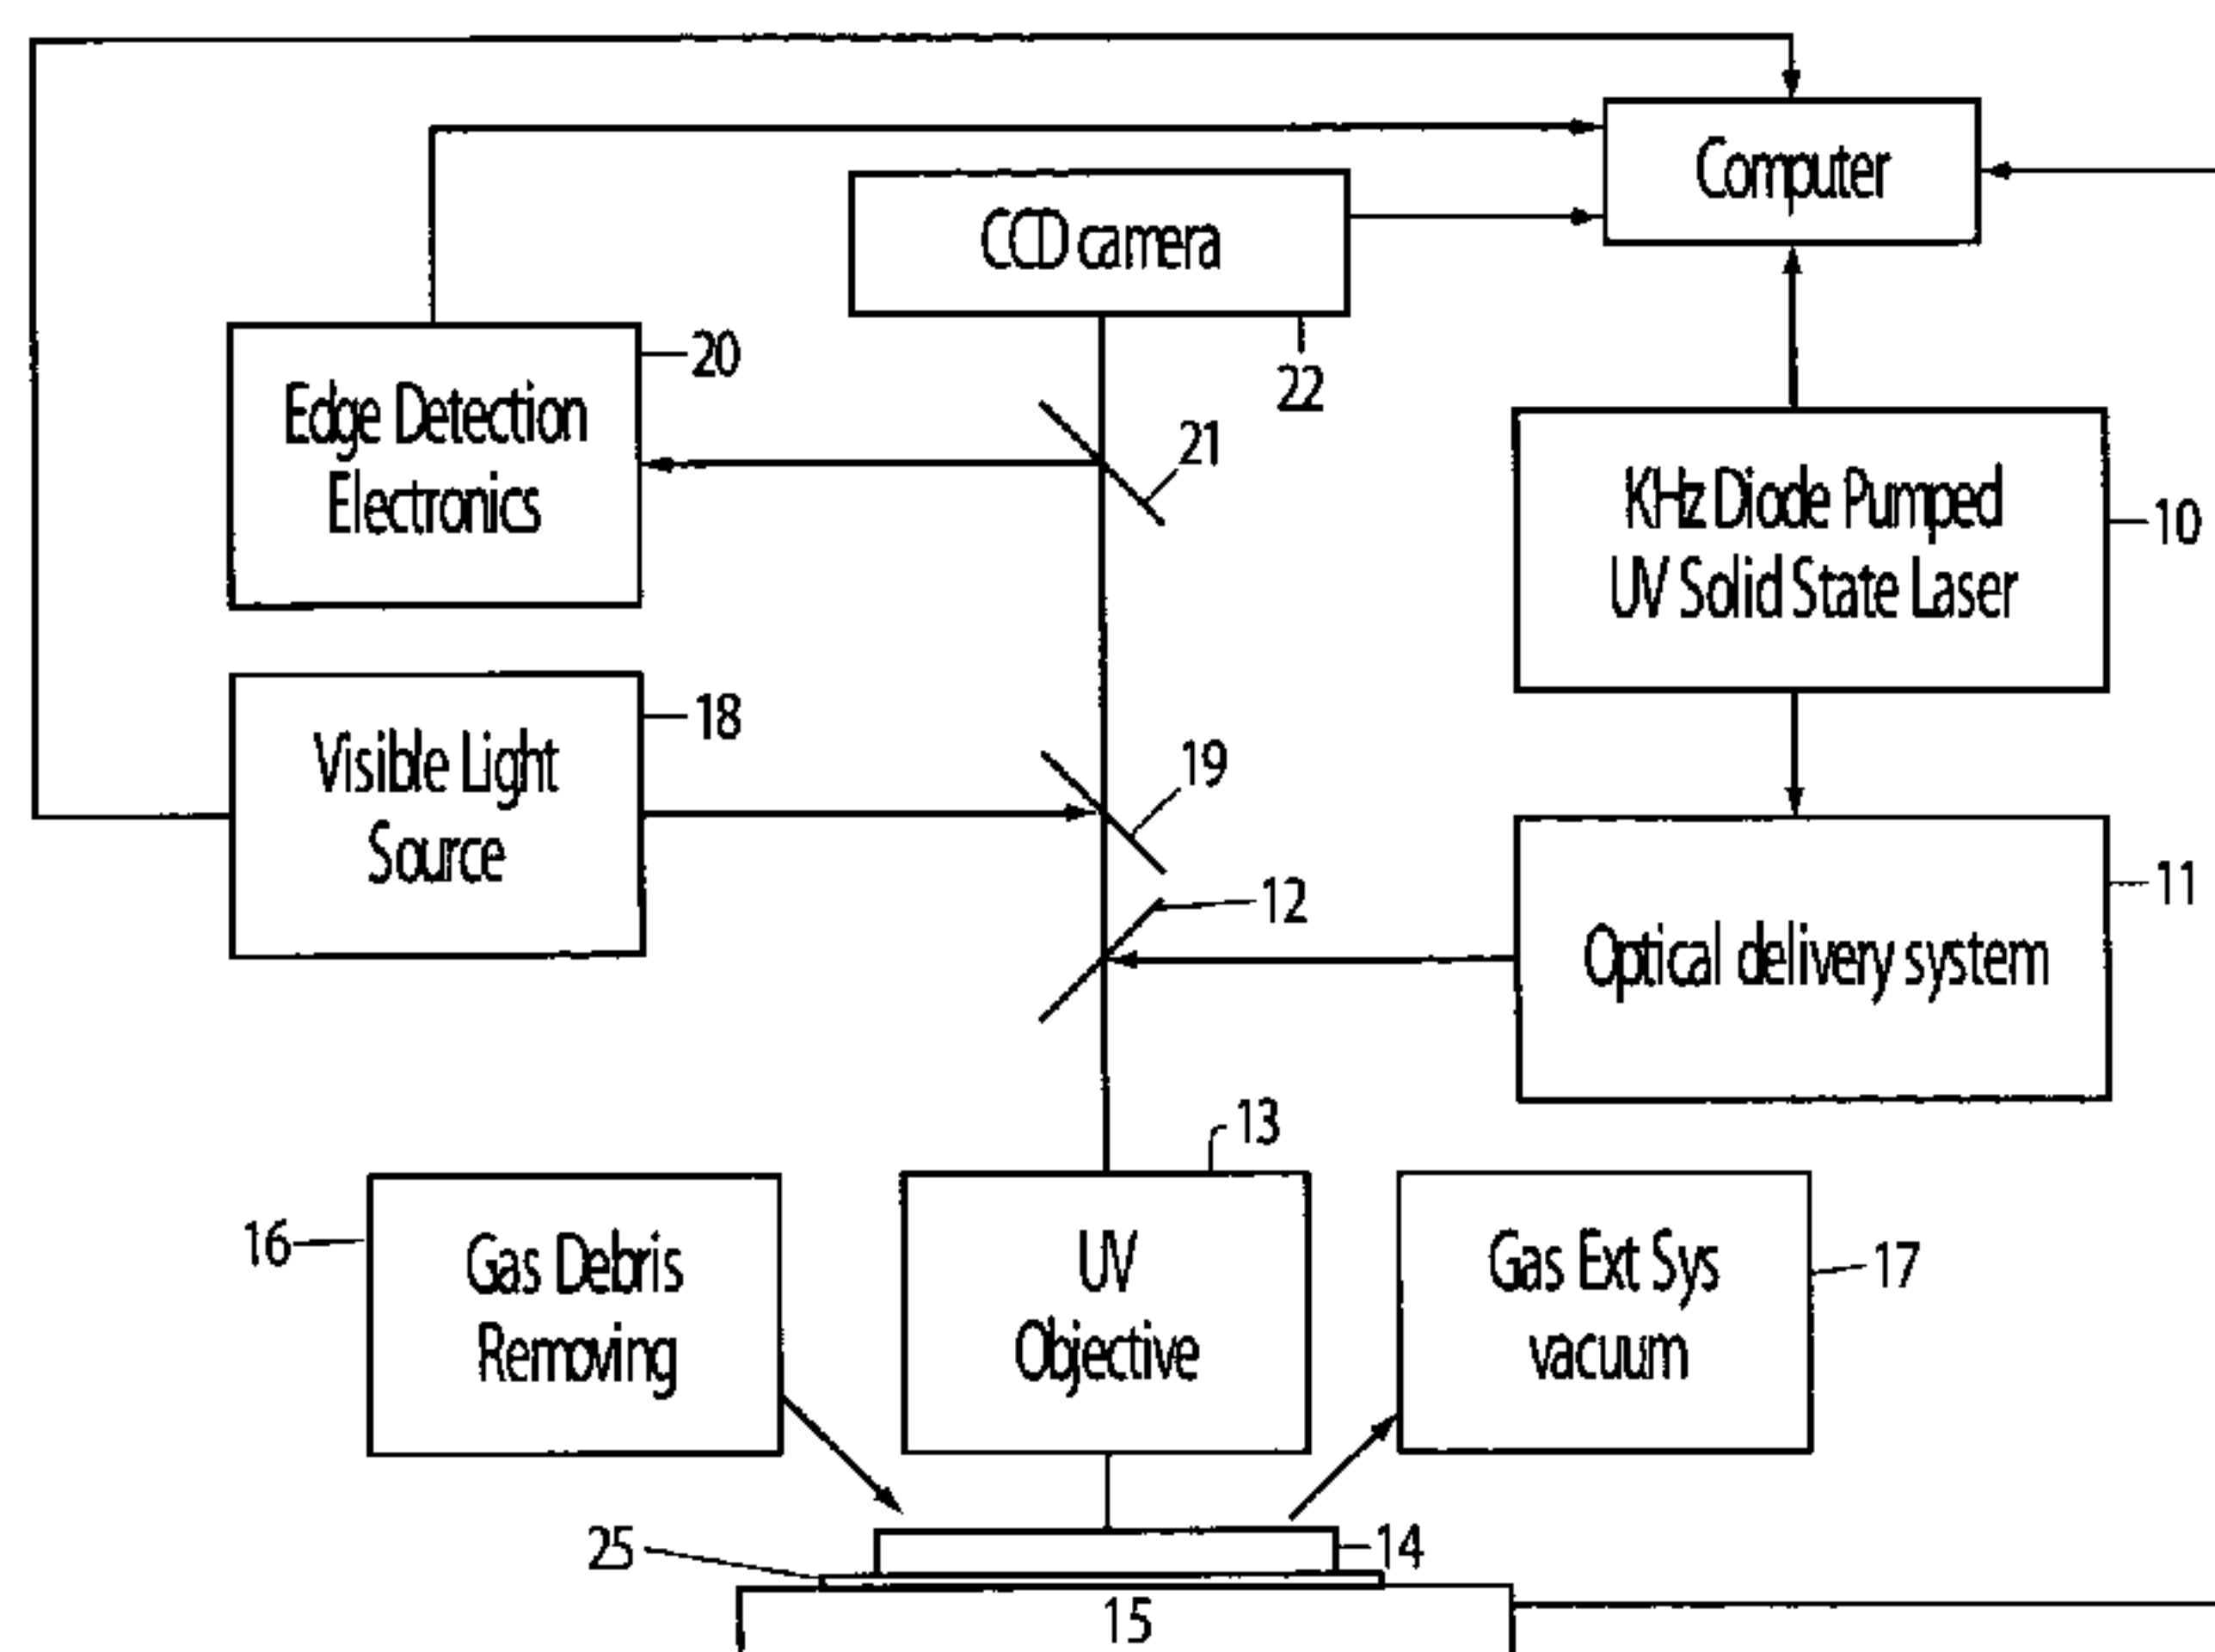 Computer
CCD camera
22
20
Edge Detection
Electronics
21
KHz Diode Pumped
UV Solid State Laser
10
18
Visible Light
Source
19
12
11
Optical delivery system
13
16
Gas Debris
Removing
UV
Objective
Gas Ext Sys
vacuum
17
25
14
15